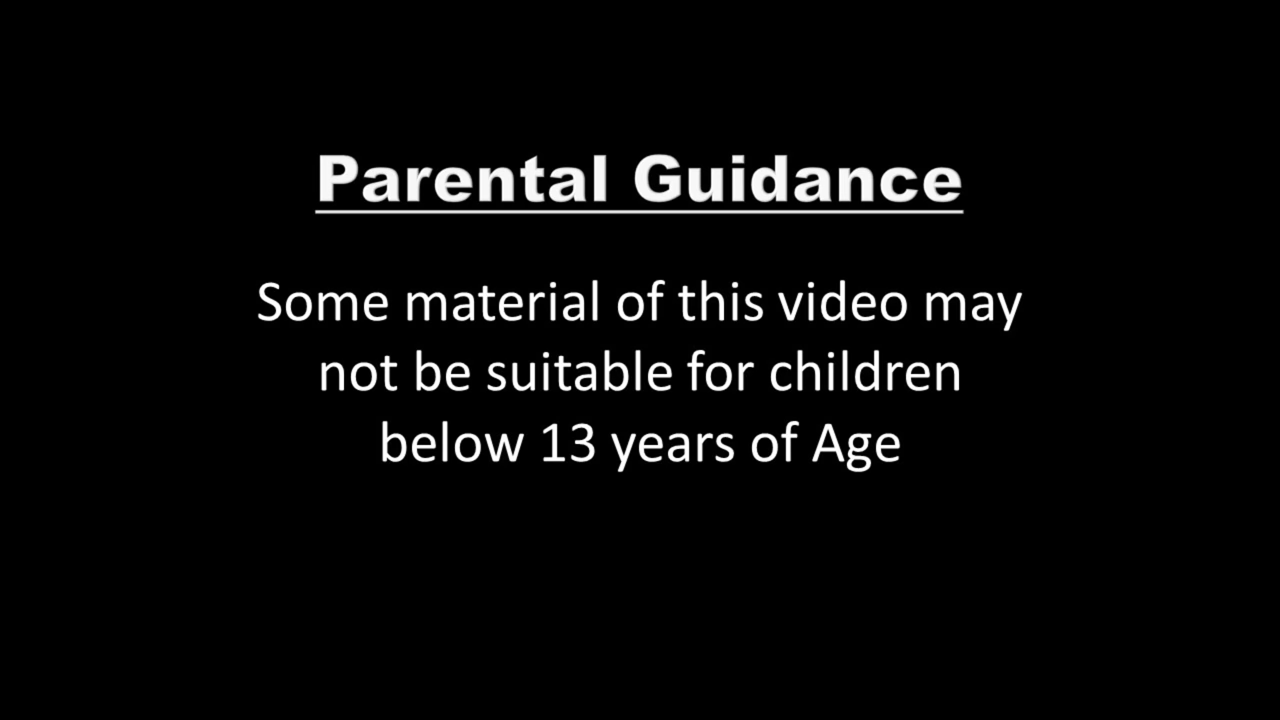 Parental Guidance
Some material of this video may
not be suitable for children
below 13 years of Age